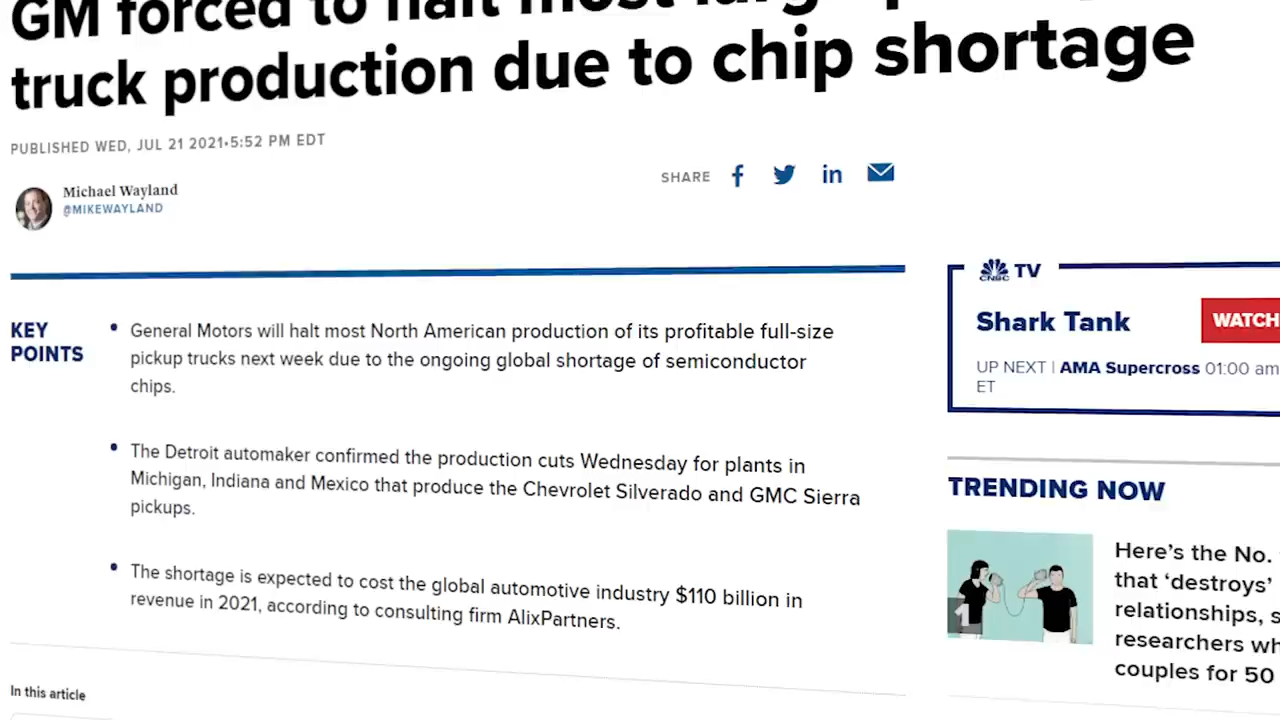 GM forced to halt most
truck production due to chip shortage
PUBLISHED WED, JUL 21 2021•5:52 PM EDT
Michael Wayland
@MIKEWAYLAND
SHARE
KEY
POINTS
• General Motors will halt most North American production of its profitable full-size
pickup trucks next week due to the ongoing global shortage of semiconductor
chips.
• The Detroit automaker confirmed the production cuts Wednesday for plants in
Michigan, Indiana and Mexico that produce the Chevrolet Silverado and GMC Sierra
pickups.
• The shortage is expected to cost the global automotive industry $110 billion in
revenue in 2021, according to consulting firm AlixPartners.
In this article
CNBC TV
Shark Tank
WATCH
UP NEXT | AMA Supercross 01:00 am
ET
TRENDING NOW
1
Here's the No.
that ‘destroys’
relationships, s
researchers wh
couples for 50